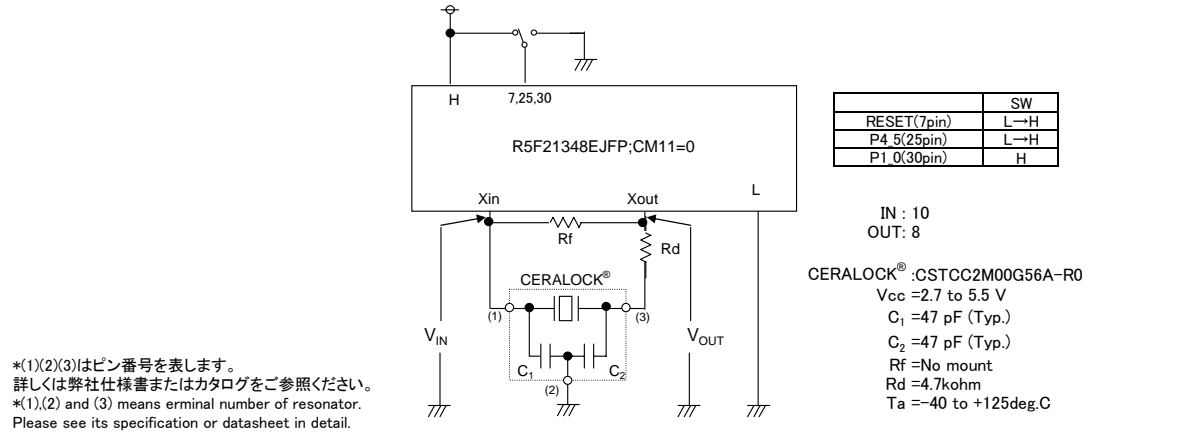 H
7,25,30
R5F21348EJFP;CM11=0
L
Xin
Xout
Rf
Rd
CERALOCK®
(1)
(3)
VIN
VOUT
C1
C2
(2)
SW
RESET(7pin) L→H
P4_5(25pin) L→H
P1_0(30pin) H
IN : 10
OUT: 8
CERALOCK® :CSTCC2M00G56A-R0
Vcc =2.7 to 5.5 V
C1 =47 pF (Typ.)
C2 =47 pF (Typ.)
Rf =No mount
Rd =4.7kohm
Ta =-40 to +125deg.C
*(1)(2)(3)はピン番号を表します。
詳しくは弊社仕様書またはカタログをご参照ください。
*(1),(2) and (3) means erminal number of resonator.
Please see its specification or datasheet in detail.